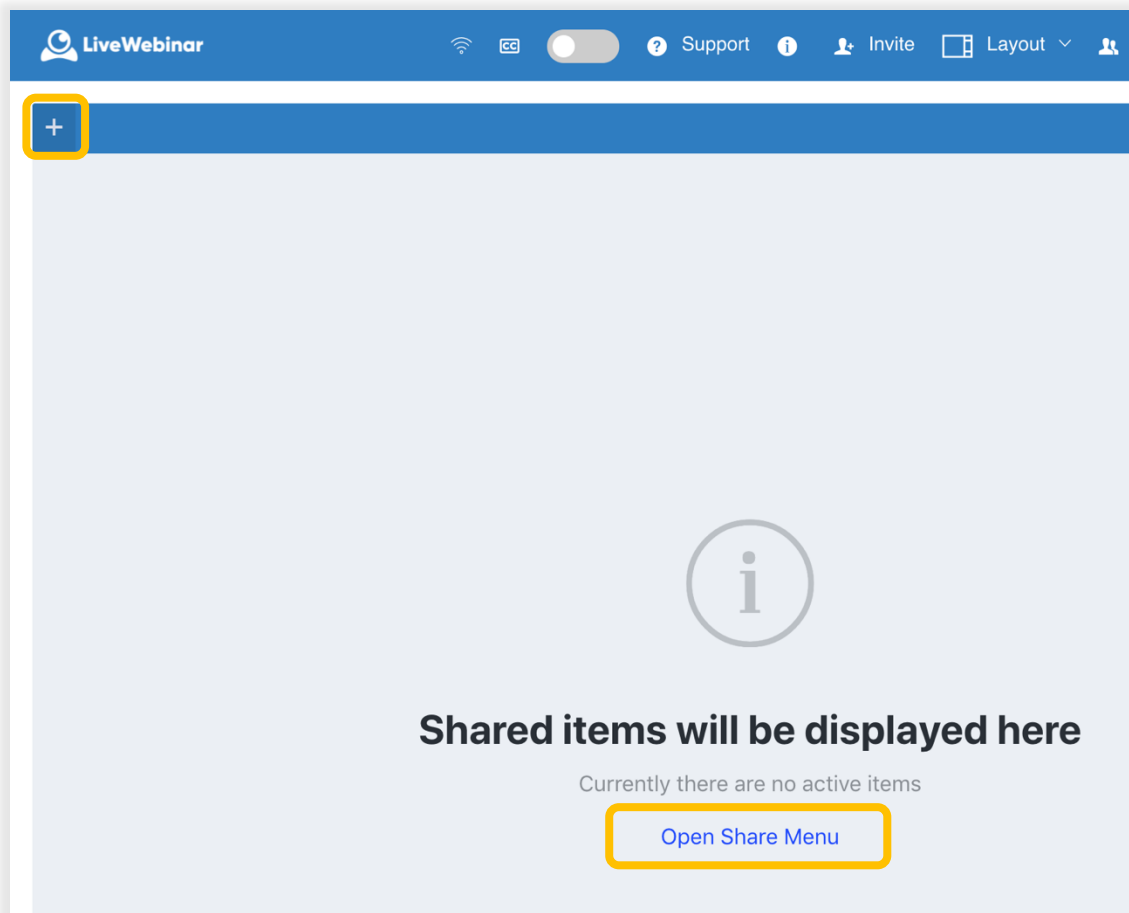 LiveWebinar
CC
? Support i Invite Layout
+
i
Shared items will be displayed here
Currently there are no active items
Open Share Menu